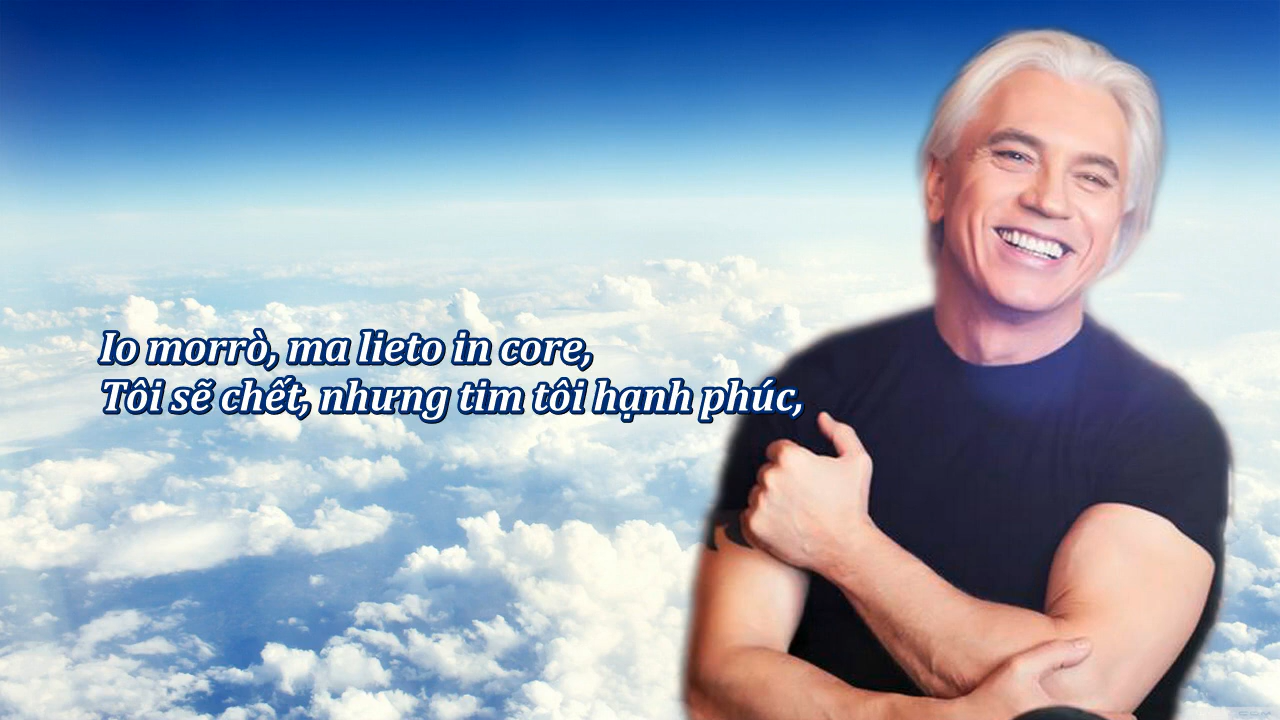 Io morrò, ma lieto in core,
Tôi sẽ chết, nhưng tim tôi hạnh phúc,